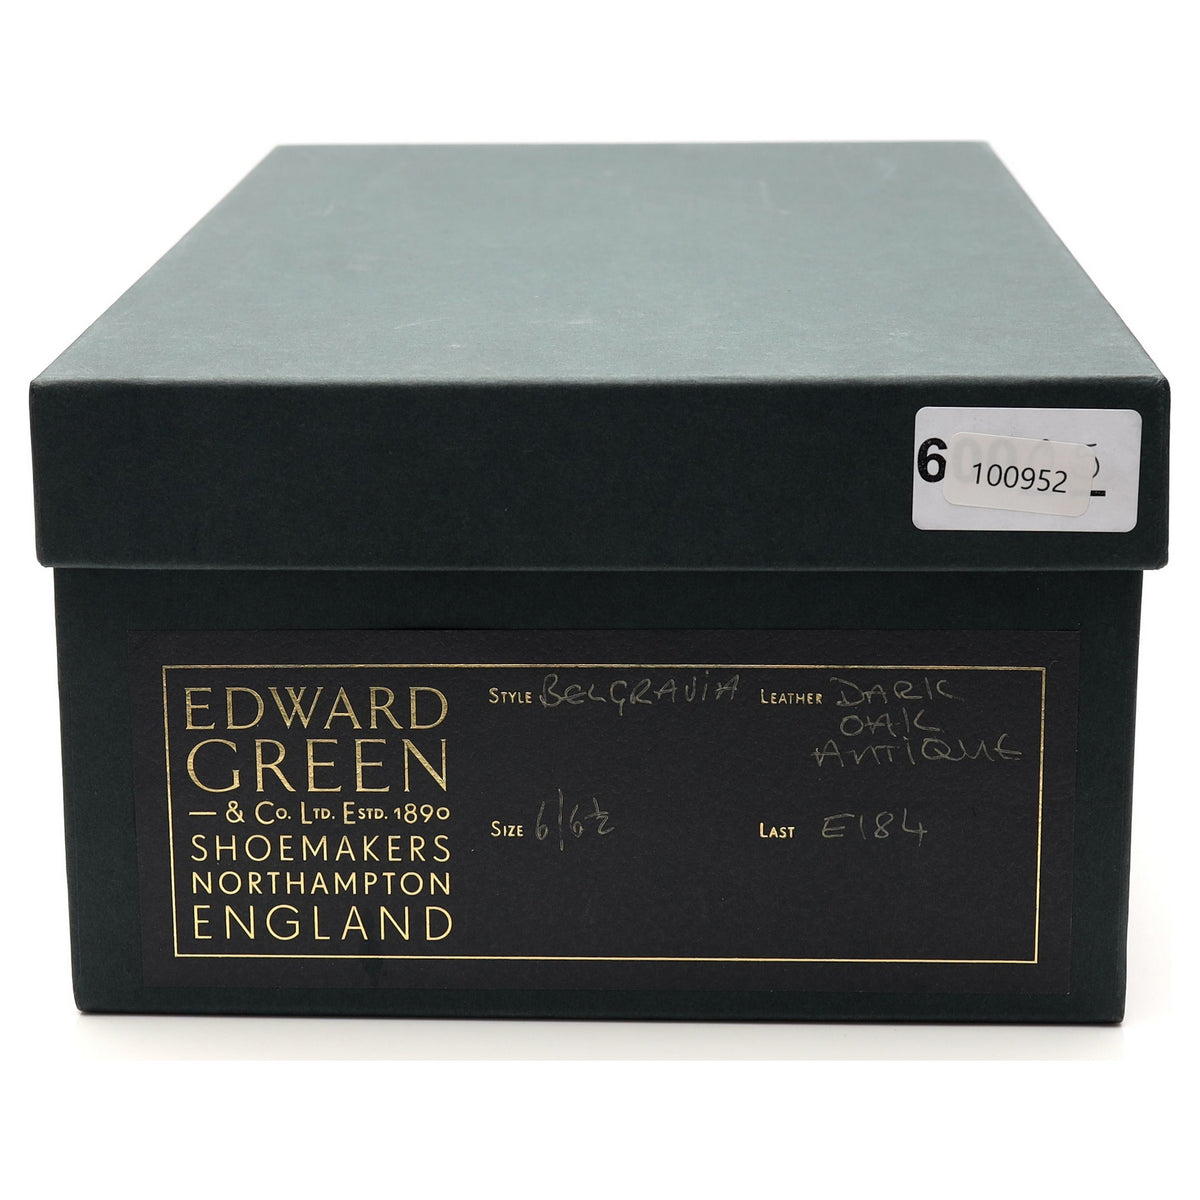 100952
EDWARD
GREEN
— & Co. Ltd. Estd. 1890
SHOEMAKERS
NORTHAMPTON
ENGLAND
Style BELGRAVIA
Leather DARK
OAK
ANTIQUE
Size 6/6½
Last E184